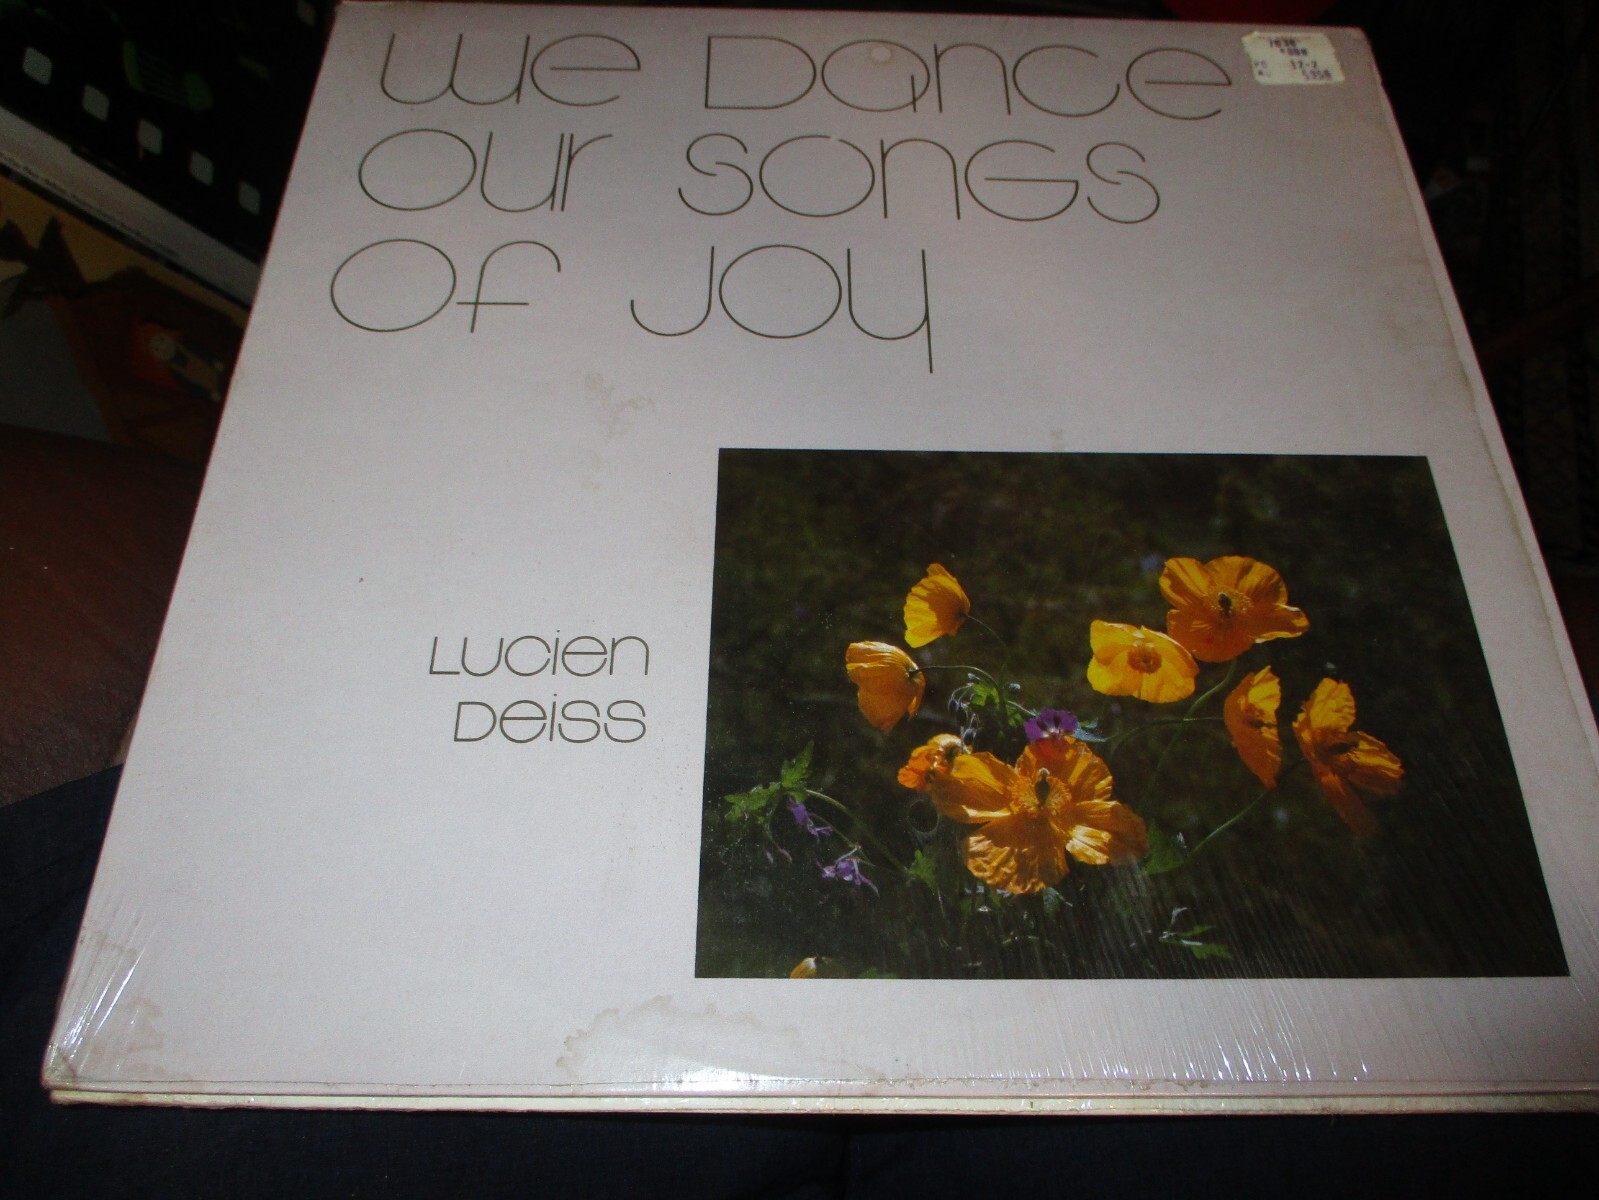 We Dance
Our Songs
Of Joy
Lucien
Deiss